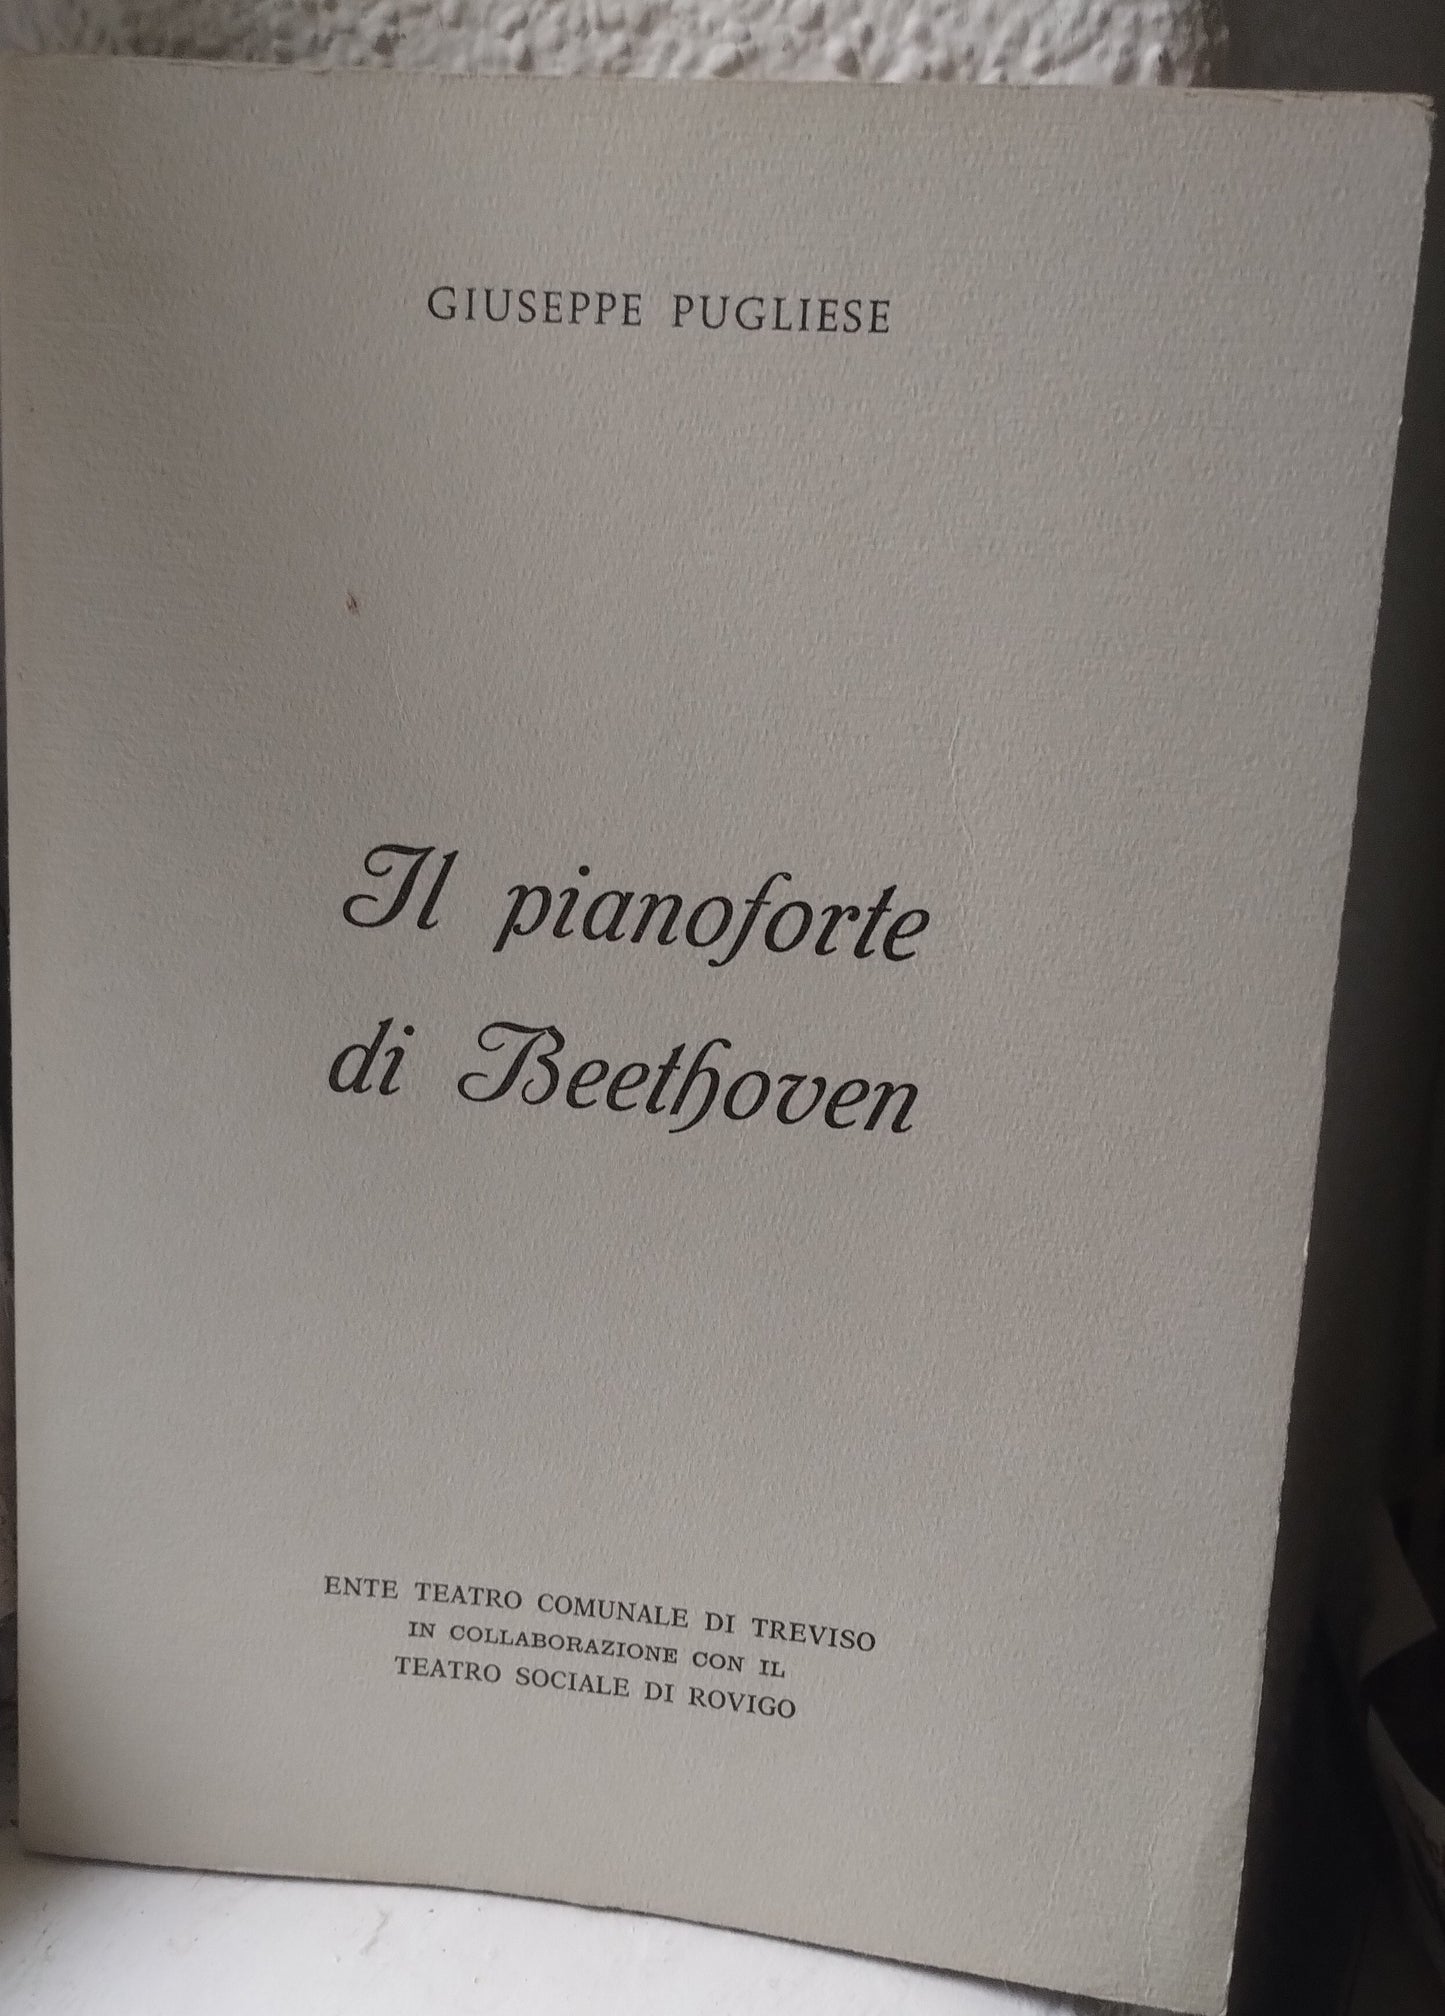 GIUSEPPE PUGLIESE
Il pianoforte
di Beethoven
ENTE TEATRO COMUNALE DI TREVISO
IN COLLABORAZIONE CON IL
TEATRO SOCIALE DI ROVIGO